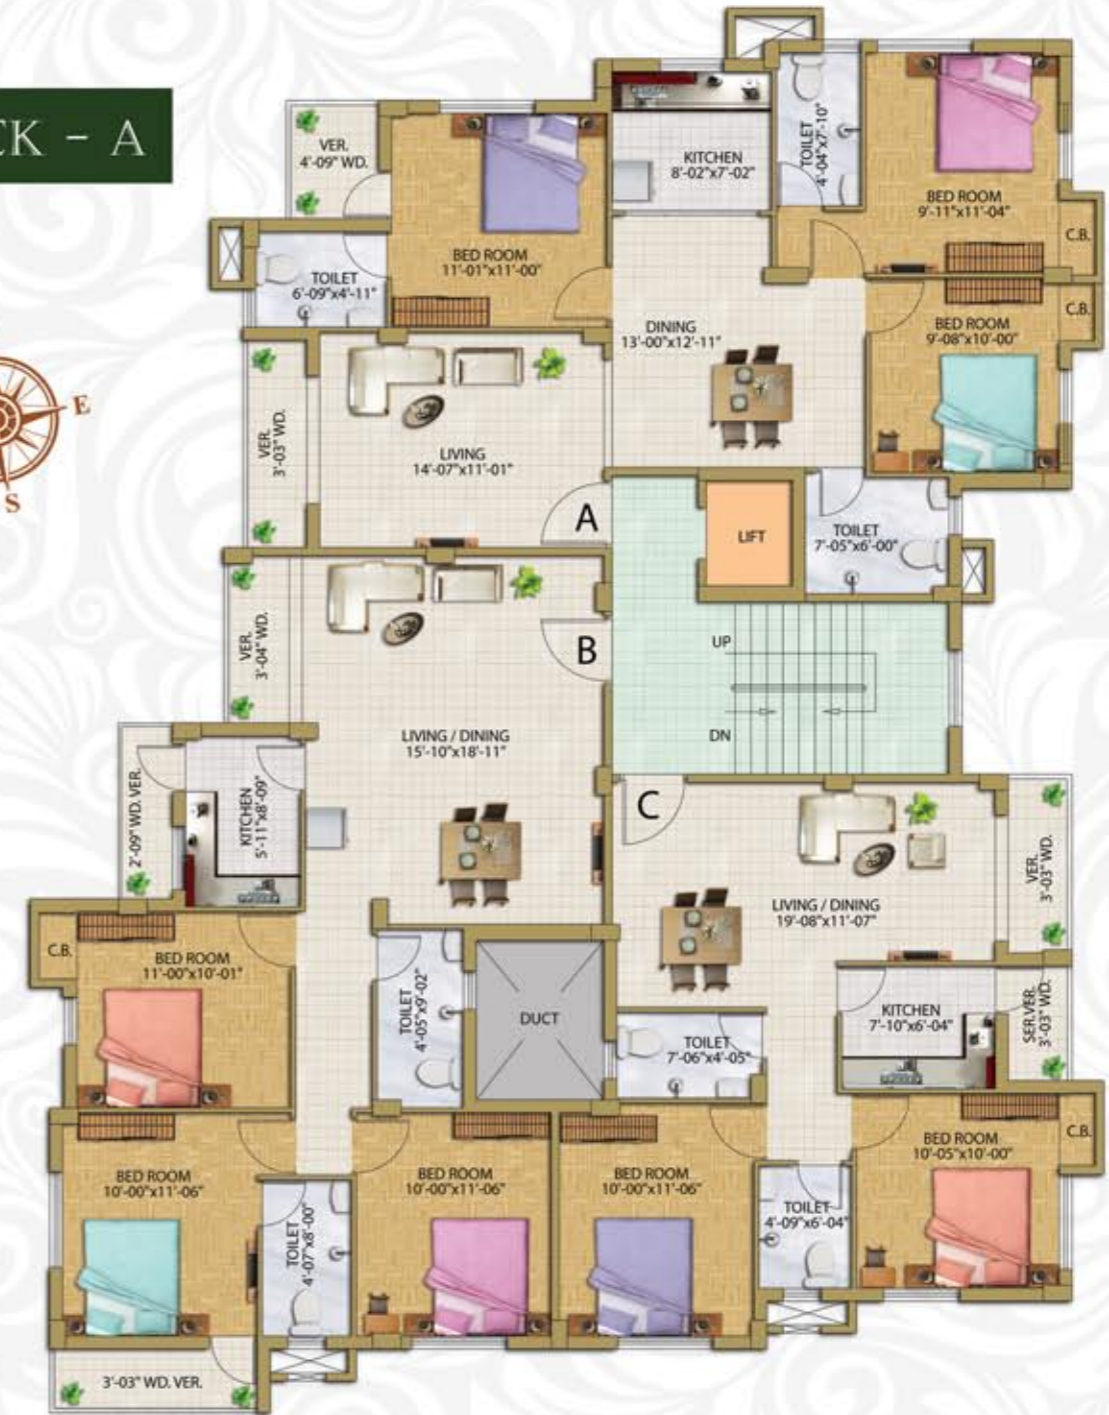 CK - A
VER.
4'-09" WD.
BED ROOM
11'-01"x11'-00"
KITCHEN
8'-02"x7'-02"
TOILET
4'-04"x7'-10"
BED ROOM
9'-11"x11'-04"
C.B.
TOILET
6'-09"x4'-11"
DINING
13'-00"x12'-11"
BED ROOM
9'-08"x10'-00"
C.B.
E
S
VER.
3'-03" WD.
LIVING
14'-07"x11'-01"
A
LIFT
TOILET
7'-05"x6'-00"
VER.
3'-04" WD.
B
UP
DN
LIVING / DINING
15'-10"x18'-11"
2'-09" WD. VER.
KITCHEN
5'-11"x8'-09"
C
LIVING / DINING
19'-08"x11'-07"
VER.
3'-03" WD.
C.B.
BED ROOM
11'-00"x10'-01"
TOILET
4'-05"x9'-02"
DUCT
TOILET
7'-06"x4'-05"
KITCHEN
7'-10"x6'-04"
SER.VER.
3'-03" WD.
BED ROOM
10'-00"x11'-06"
TOILET
4'-07"x8'-00"
BED ROOM
10'-00"x11'-06"
BED ROOM
10'-00"x11'-06"
TOILET
4'-09"x6'-04"
BED ROOM
10'-05"x10'-00"
C.B.
3'-03" WD. VER.